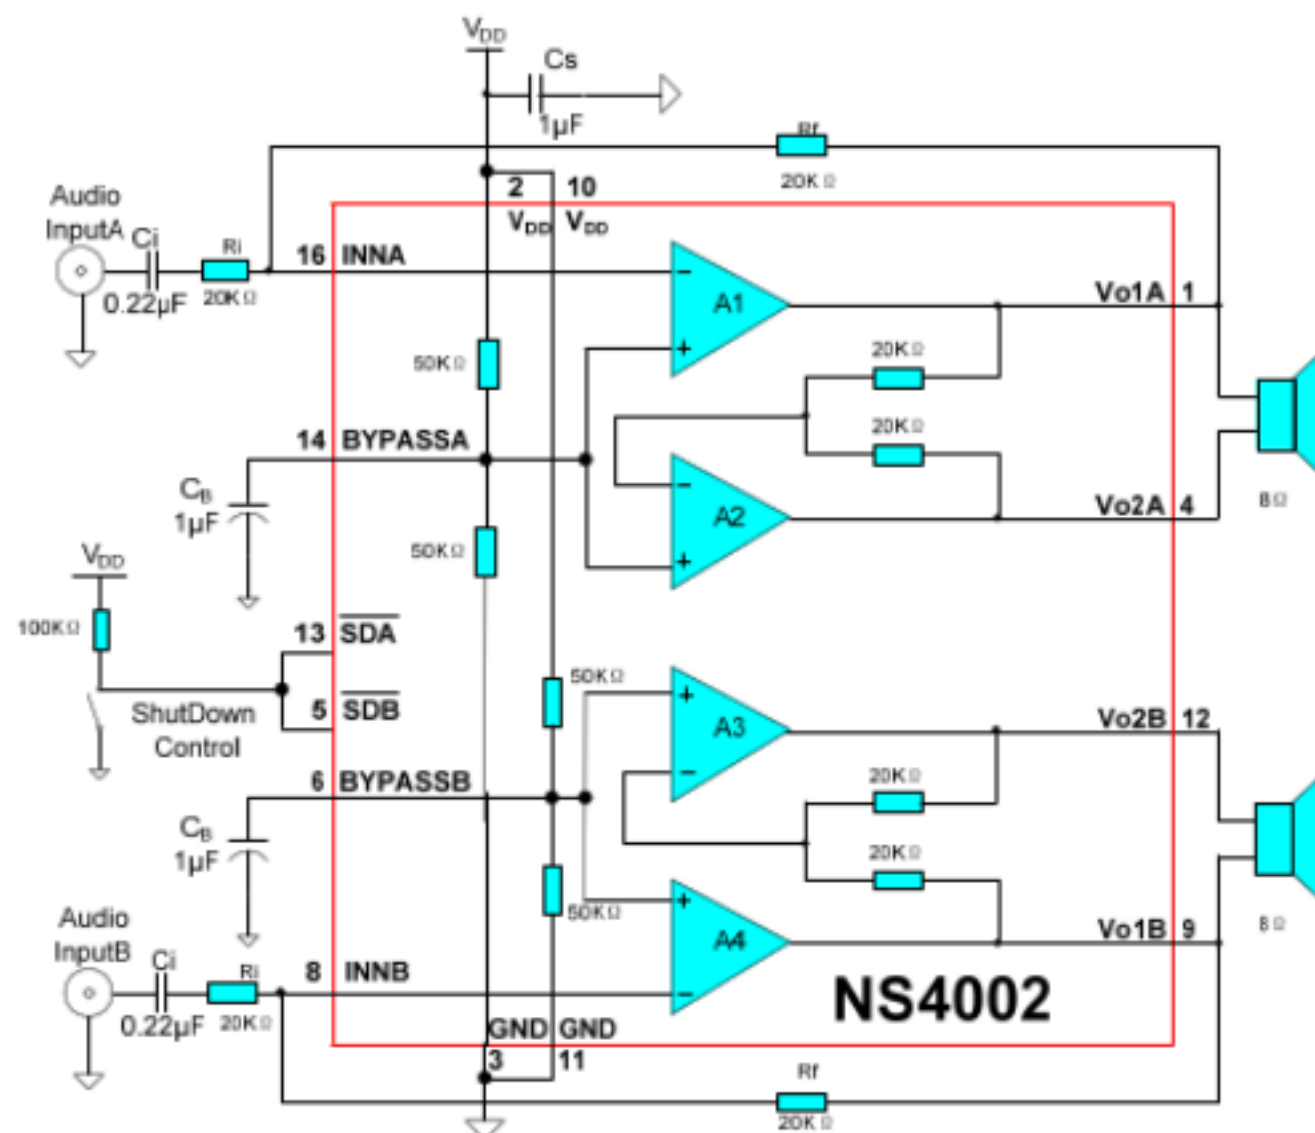 VDD
Cs
1µF
Rf
20KΩ
2 10
VDD VDD
Audio
InputA
Ci
Ri
0.22µF
20KΩ
16 INNA
A1
Vo1A 1
50KΩ
20KΩ
20KΩ
14 BYPASSA
CB
1µF
8Ω
50KΩ
A2
Vo2A 4
VDD
100KΩ
13 SDA
5 SDB
ShutDown
Control
50KΩ
A3
Vo2B 12
6 BYPASSB
20KΩ
CB
1µF
20KΩ
50KΩ
A4
Vo1B 9
8Ω
Audio
InputB
Ci
Ri
0.22µF
20KΩ
8 INNB
NS4002
GND GND
3 11
Rf
20KΩ